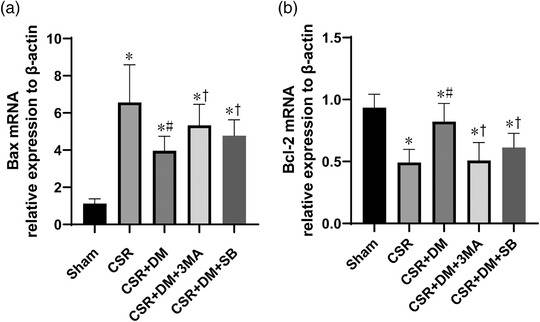 (a)
Bax mRNA
relative expression to β-actin
10
8
6
4
2
0
*
*#
*†
*†
Sham
CSR
CSR+DM
CSR+DM+3MA
CSR+DM+SB
(b)
Bcl-2 mRNA
relative expression to β-actin
1.5
1.0
0.5
0.0
*
*#
*†
*†
Sham
CSR
CSR+DM
CSR+DM+3MA
CSR+DM+SB